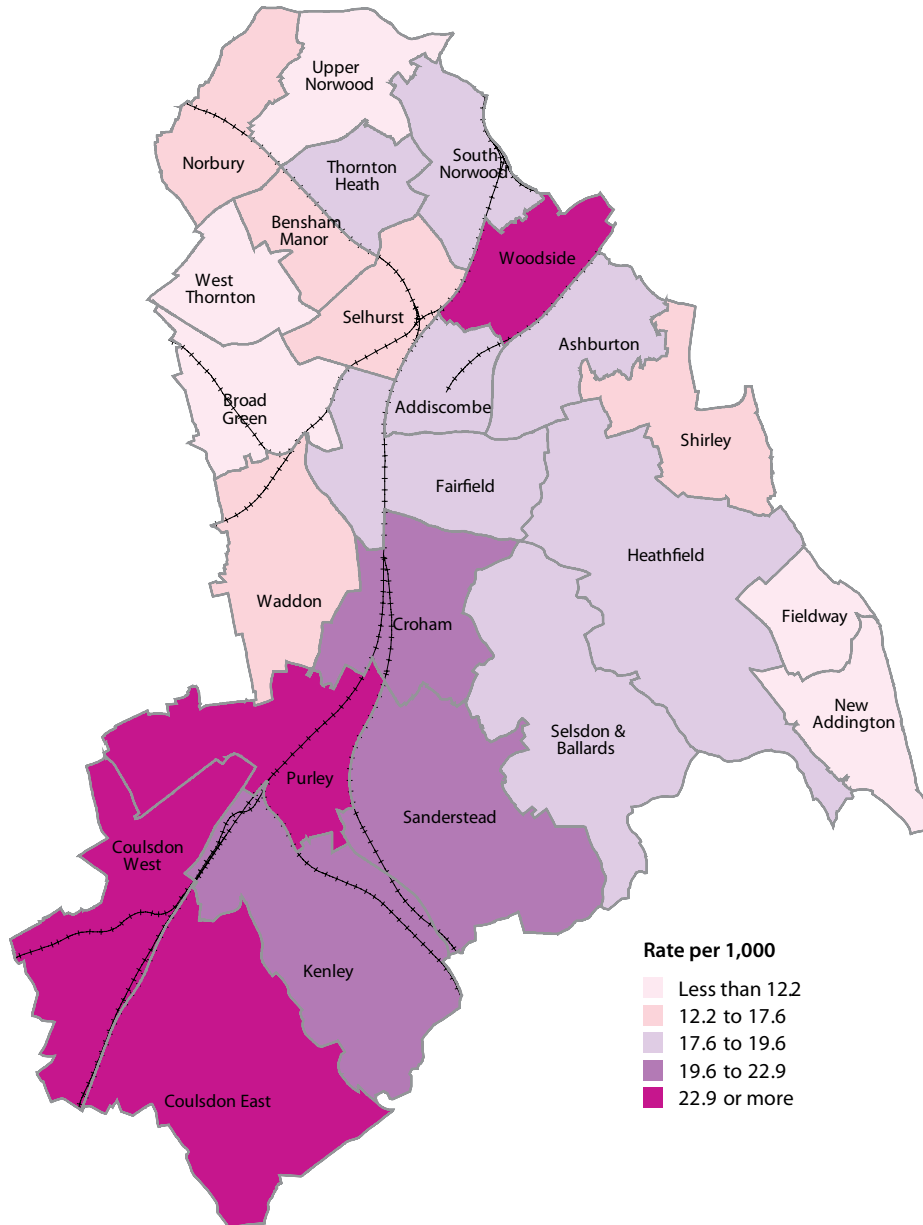 Upper
Norwood
Norbury
Thornton
Heath
South
Norwood
Bensham
Manor
Woodside
West
Thornton
Selhurst
Ashburton
Broad
Green
Addiscombe
Shirley
Fairfield
Heathfield
Waddon
Croham
Fieldway
New
Addington
Selsdon &
Ballards
Purley
Sanderstead
Coulsdon
West
Kenley
Coulsdon East
Rate per 1,000
Less than 12.2
12.2 to 17.6
17.6 to 19.6
19.6 to 22.9
22.9 or more